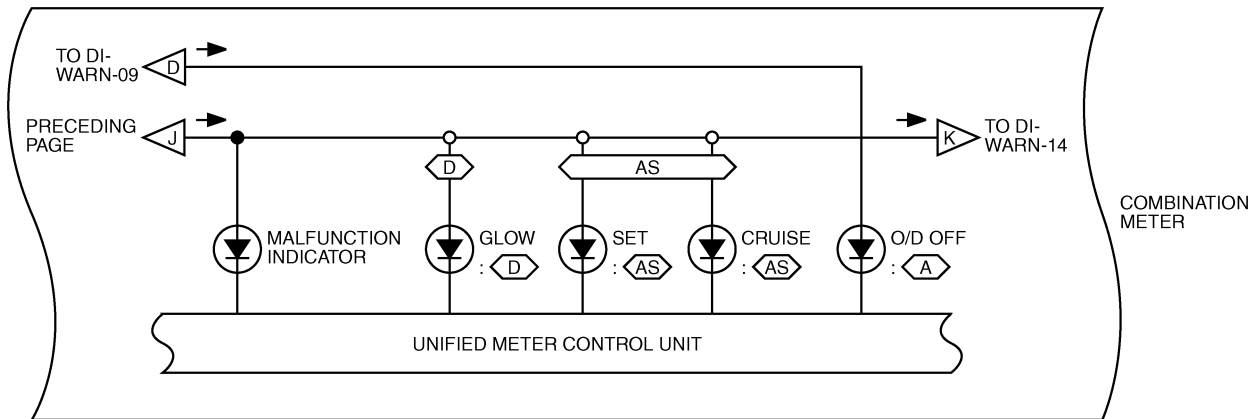 TO DI-
WARN-09
D
PRECEDING
PAGE
J
K
TO DI-
WARN-14
D
AS
COMBINATION
METER
MALFUNCTION
INDICATOR
GLOW
: D
SET
: AS
CRUISE
: AS
O/D OFF
: A
UNIFIED METER CONTROL UNIT